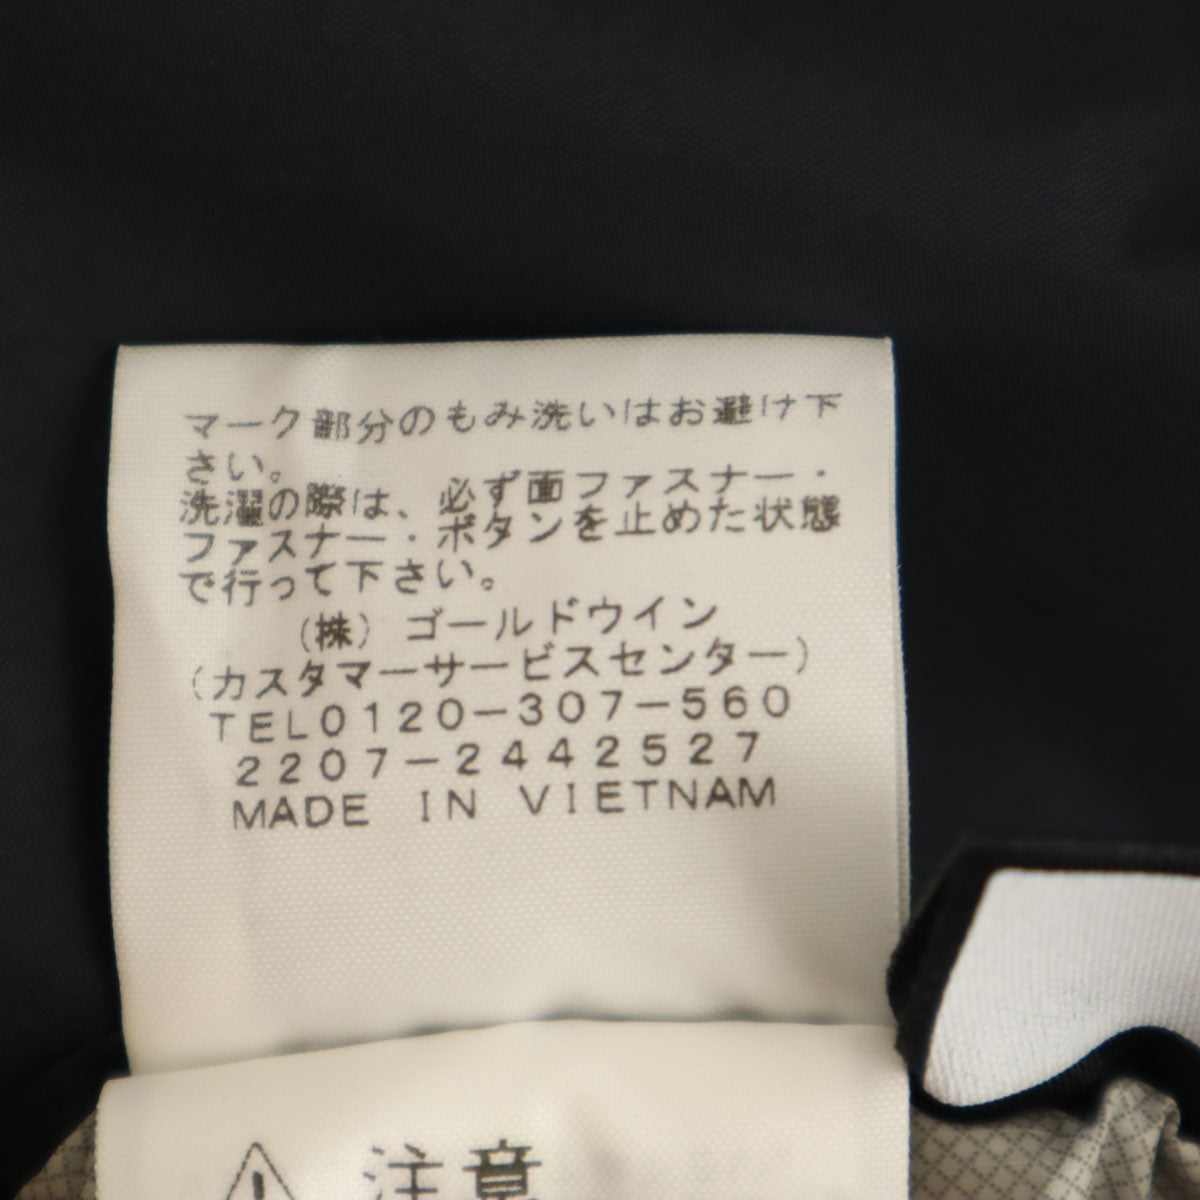 マーク部分のもみ洗いはお避け下
さい。
洗濯の際は、必ず面ファスナー・
ファスナー・ボタンを止めた状態
で行って下さい。
(株)ゴールドウイン
(カスタマーサービスセンター)
TEL0120-307-560
2207-2442527
MADE IN VIETNAM
注意